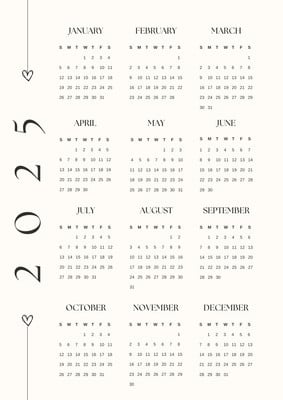 2025
JANUARY
S M T W T F S
1 2 3 4
5 6 7 8 9 10 11
12 13 14 15 16 17 18
19 20 21 22 23 24 25
26 27 28 29 30 31
FEBRUARY
S M T W T F S
1
2 3 4 5 6 7 8
9 10 11 12 13 14 15
16 17 18 19 20 21 22
23 24 25 26 27 28
MARCH
S M T W T F S
1
2 3 4 5 6 7 8
9 10 11 12 13 14 15
16 17 18 19 20 21 22
23 24 25 26 27 28 29
30 31
APRIL
S M T W T F S
1 2 3 4 5
6 7 8 9 10 11 12
13 14 15 16 17 18 19
20 21 22 23 24 25 26
27 28 29 30
MAY
S M T W T F S
1 2 3
4 5 6 7 8 9 10
11 12 13 14 15 16 17
18 19 20 21 22 23 24
25 26 27 28 29 30 31
JUNE
S M T W T F S
1 2 3 4 5 6 7
8 9 10 11 12 13 14
15 16 17 18 19 20 21
22 23 24 25 26 27 28
29 30
JULY
S M T W T F S
1 2 3 4 5
6 7 8 9 10 11 12
13 14 15 16 17 18 19
20 21 22 23 24 25 26
27 28 29 30 31
AUGUST
S M T W T F S
1 2
3 4 5 6 7 8 9
10 11 12 13 14 15 16
17 18 19 20 21 22 23
24 25 26 27 28 29 30
31
SEPTEMBER
S M T W T F S
1 2 3 4 5 6
7 8 9 10 11 12 13
14 15 16 17 18 19 20
21 22 23 24 25 26 27
28 29 30
OCTOBER
S M T W T F S
1 2 3 4
5 6 7 8 9 10 11
12 13 14 15 16 17 18
19 20 21 22 23 24 25
26 27 28 29 30 31
NOVEMBER
S M T W T F S
1
2 3 4 5 6 7 8
9 10 11 12 13 14 15
16 17 18 19 20 21 22
23 24 25 26 27 28 29
30
DECEMBER
S M T W T F S
1 2 3 4 5 6
7 8 9 10 11 12 13
14 15 16 17 18 19 20
21 22 23 24 25 26 27
28 29 30 31